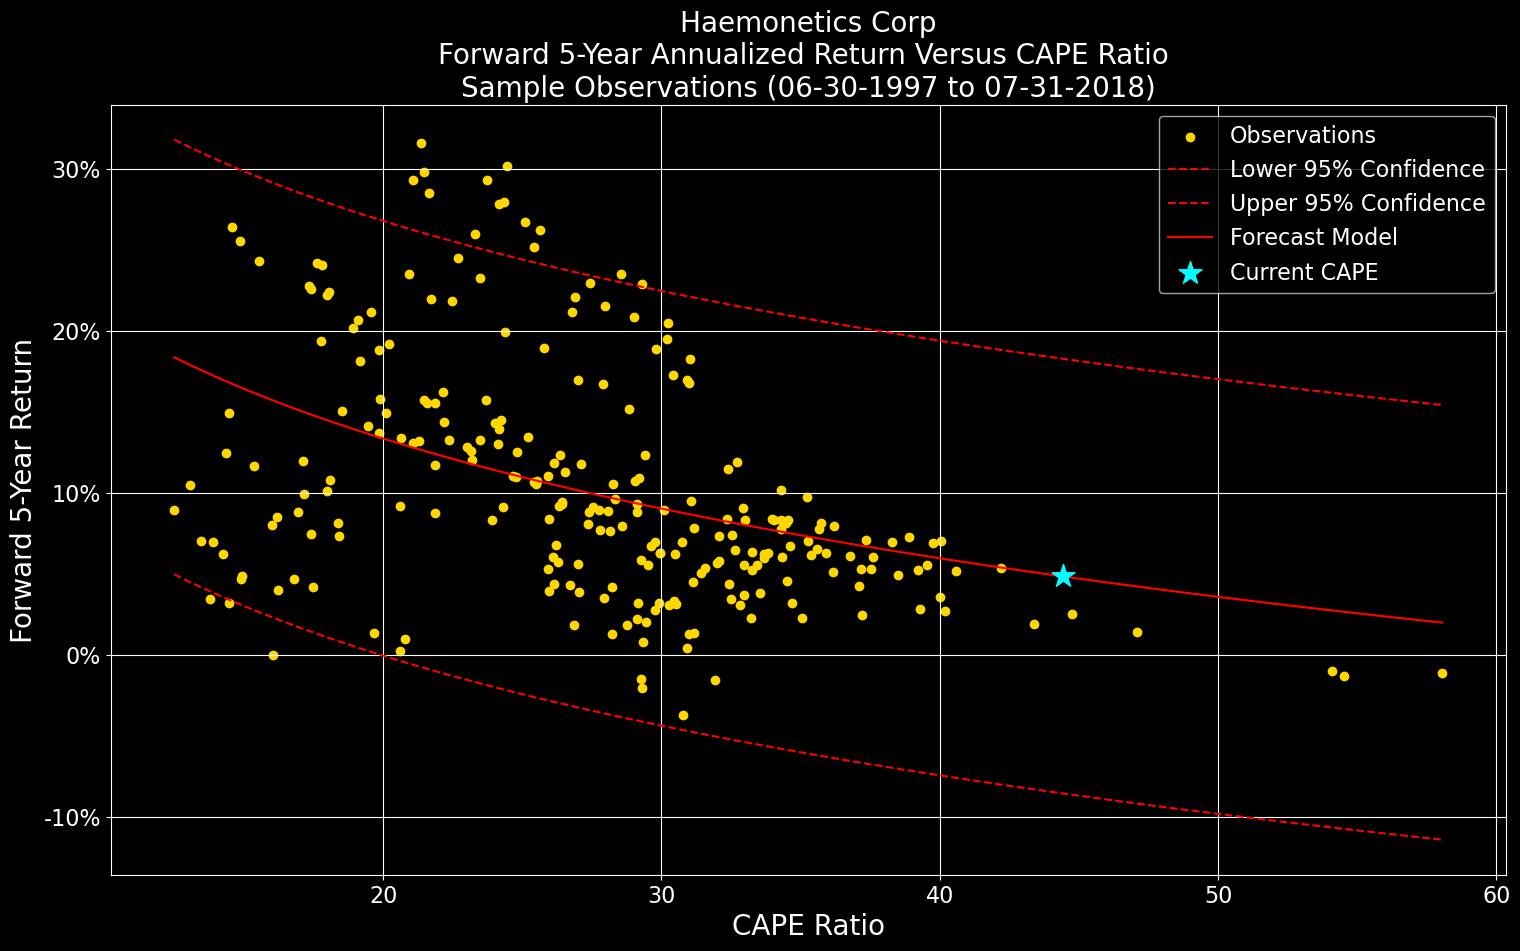 Haemonetics Corp
Forward 5-Year Annualized Return Versus CAPE Ratio
Sample Observations (06-30-1997 to 07-31-2018)
Observations
Lower 95% Confidence
Upper 95% Confidence
Forecast Model
Current CAPE
Forward 5-Year Return
30%
20%
10%
0%
-10%
20
30
40
50
60
CAPE Ratio